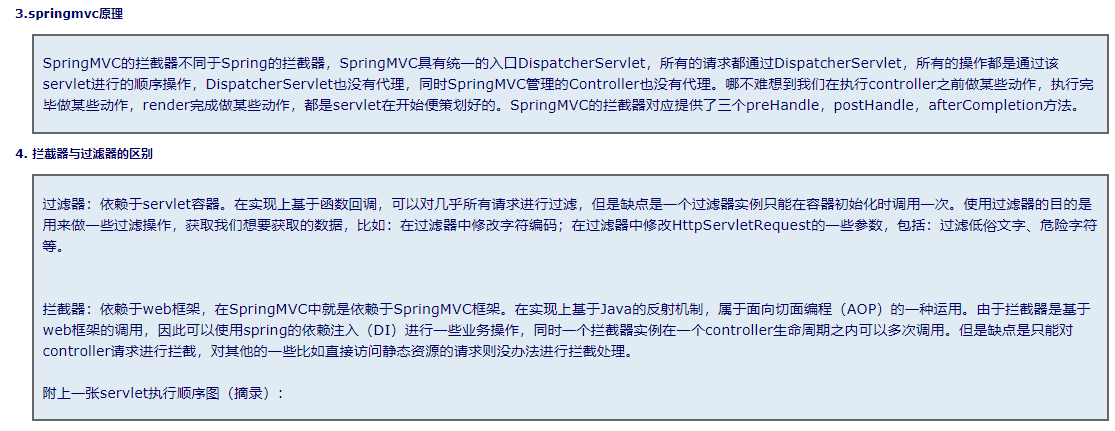 3.springmvc原理
SpringMVC的拦截器不同于Spring的拦截器，SpringMVC具有统一的入口DispatcherServlet，所有的请求都通过DispatcherServlet，所有的操作都是通过该
servlet进行的顺序操作，DispatcherServlet也没有代理，同时SpringMVC管理的Controller也没有代理。哪不难想到我们在执行controller之前做某些动作，执行完
毕做某些动作，render完成做某些动作，都是servlet在开始便策划好的。SpringMVC的拦截器对应提供了三个preHandle，postHandle，afterCompletion方法。
4. 拦截器与过滤器的区别
过滤器：依赖于servlet容器。在实现上基于函数回调，可以对几乎所有请求进行过滤，但是缺点是一个过滤器实例只能在容器初始化时调用一次。使用过滤器的目的是
用来做一些过滤操作，获取我们想要获取的数据，比如：在过滤器中修改字符编码；在过滤器中修改HttpServletRequest的一些参数，包括：过滤低俗文字、危险字符
等。
拦截器：依赖于web框架，在SpringMVC中就是依赖于SpringMVC框架。在实现上基于Java的反射机制，属于面向切面编程（AOP）的一种运用。由于拦截器是基于
web框架的调用，因此可以使用spring的依赖注入（DI）进行一些业务操作，同时一个拦截器实例在一个controller生命周期之内可以多次调用。但是缺点是只能对
controller请求进行拦截，对其他的一些比如直接访问静态资源的请求则没办法进行拦截处理。
附上一张servlet执行顺序图（摘录）：